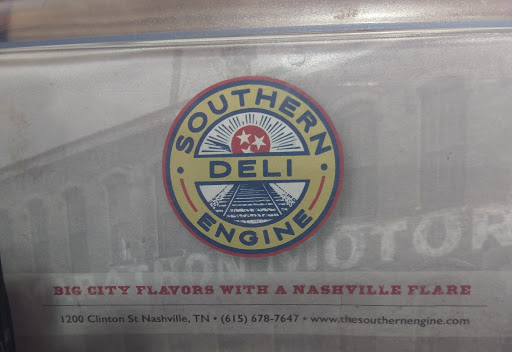 SOUTHERN
DELI
ENGINE
MOTOR
BIG CITY FLAVORS WITH A NASHVILLE FLARE
1200 Clinton St Nashville, TN • (615) 678-7647 • www.thesouthernengine.com